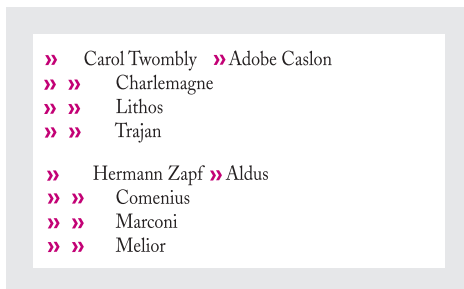 » Carol Twombly » Adobe Caslon
» » Charlemagne
» » Lithos
» » Trajan
» Hermann Zapf » Aldus
» » Comenius
» » Marconi
» » Melior